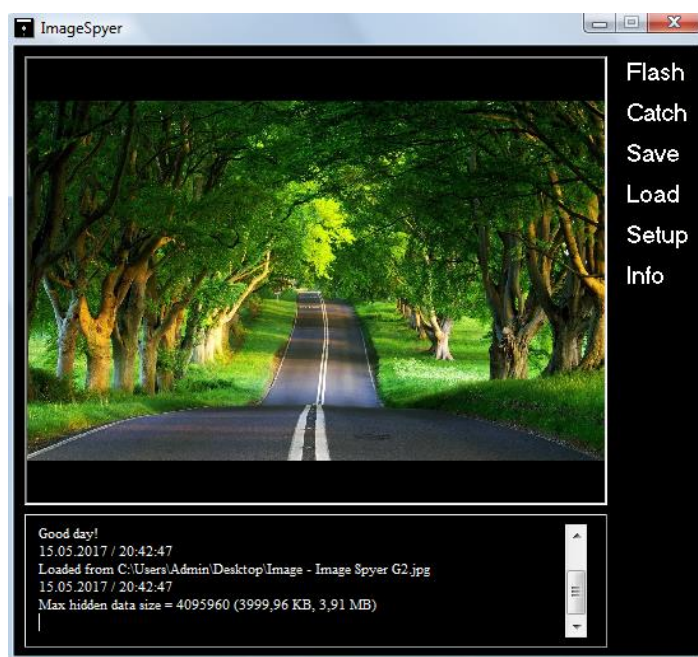 ImageSpyer
Flash
Catch
Save
Load
Setup
Info
Good day!
15.05.2017 / 20:42:47
Loaded from C:\Users\Admin\Desktop\Image - Image Spyer G2.jpg
15.05.2017 / 20:42:47
Max hidden data size = 4095960 (3999,96 KB, 3,91 MB)